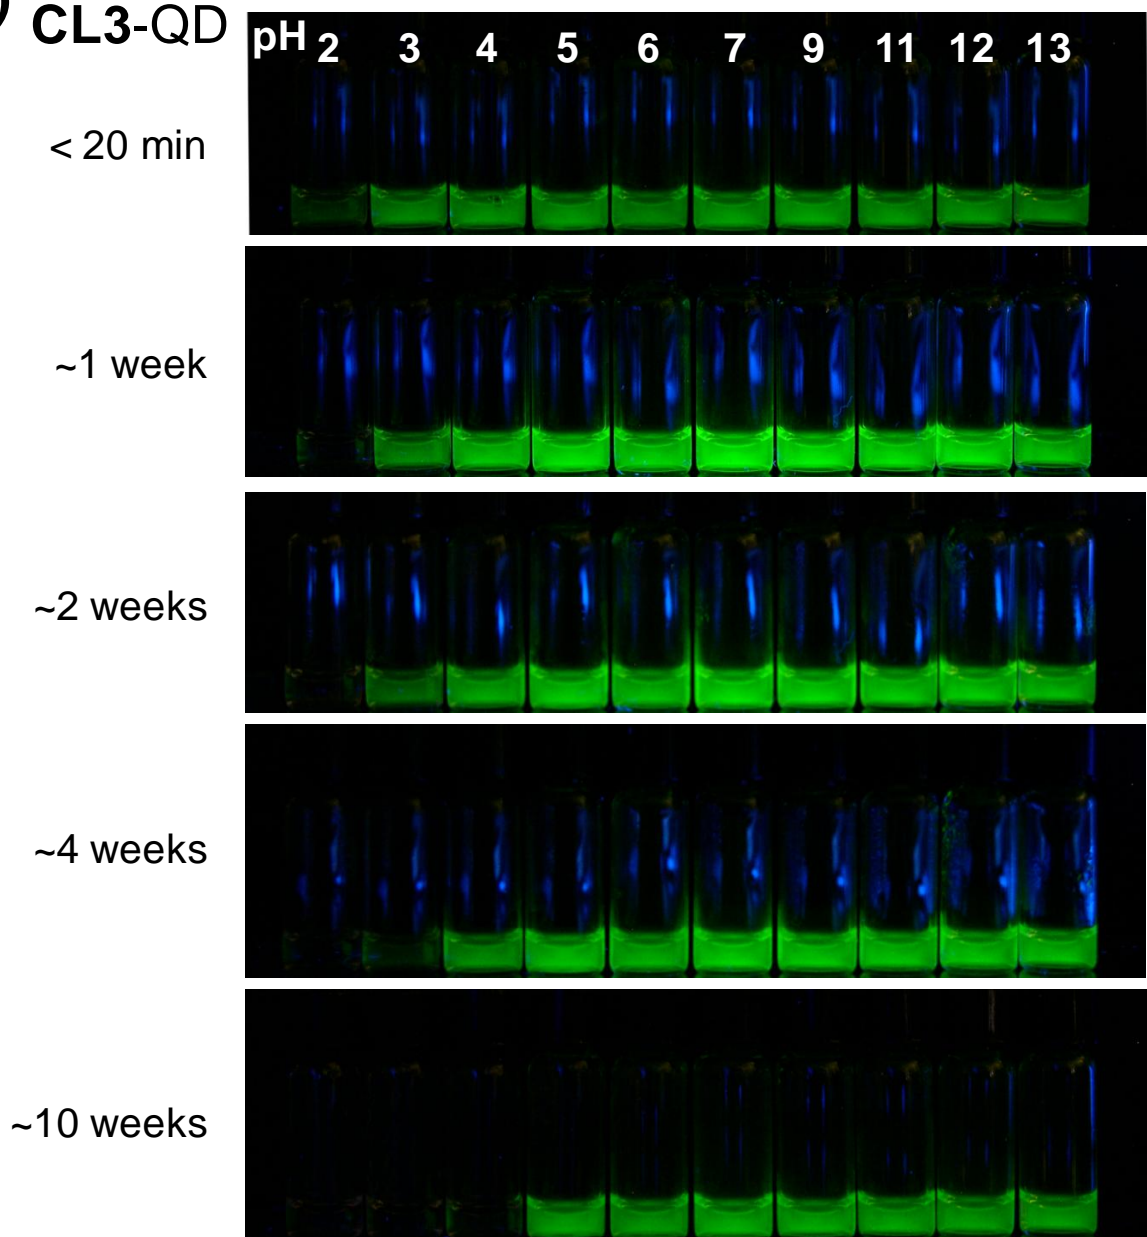 ) CL3-QD
pH 2 3 4 5 6 7 9 11 12 13
< 20 min
~1 week
~2 weeks
~4 weeks
~10 weeks